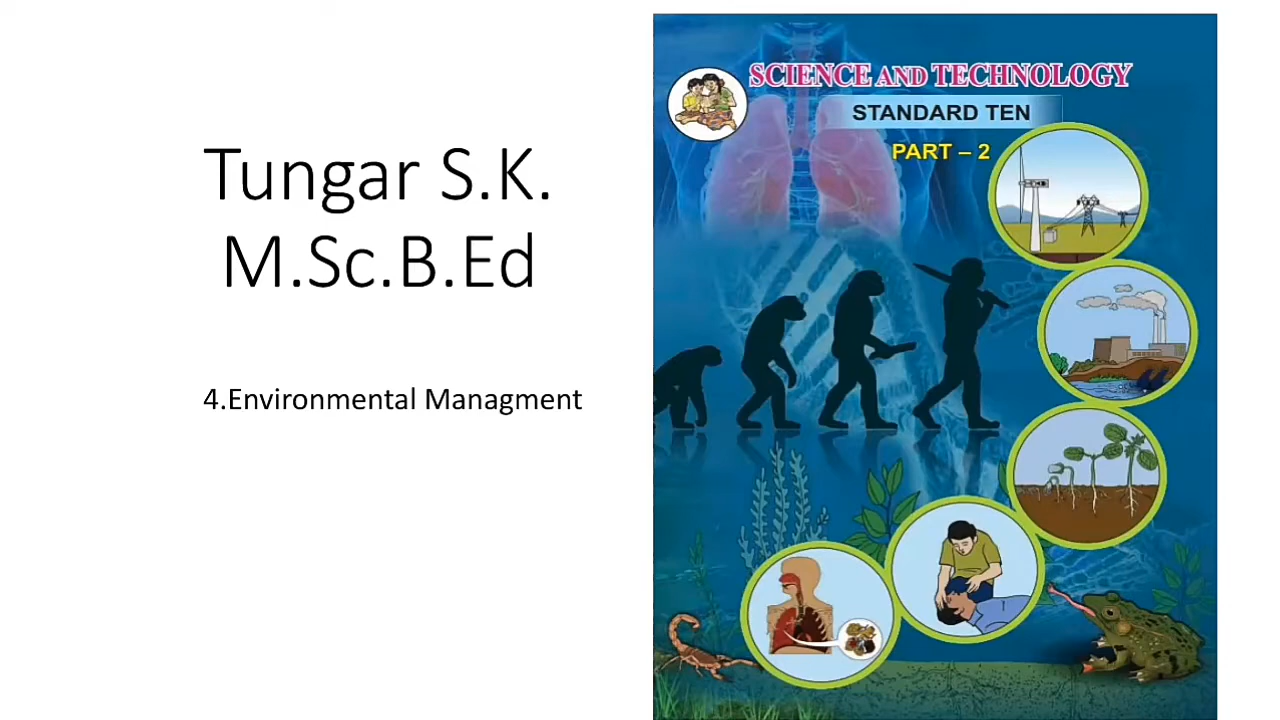 Tungar S.K.
M.Sc.B.Ed
4.Environmental Managment
SCIENCE AND TECHNOLOGY
STANDARD TEN
PART – 2